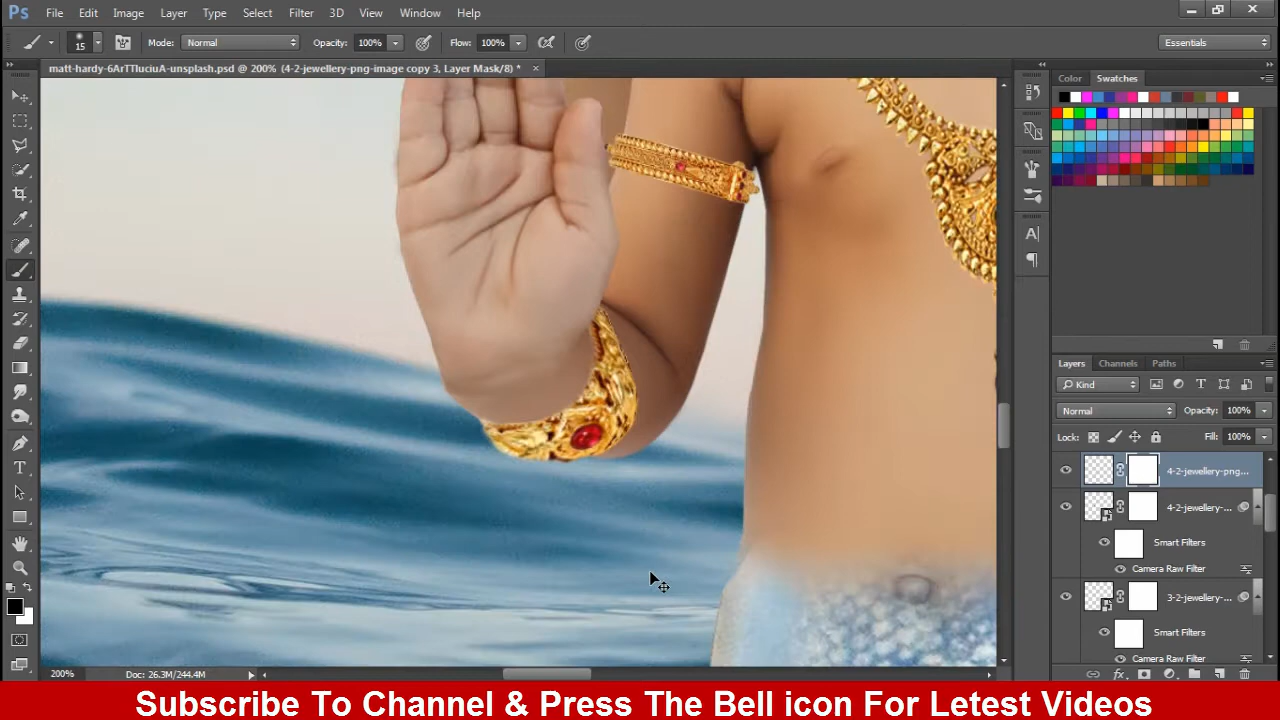 Ps File Edit Image Layer Type Select Filter 3D View Window Help
15 Mode: Normal Opacity: 100% Flow: 100% Essentials
matt-hardy-6ArTTluciuA-unsplash.psd @ 200% (4-2-jewellery-png-image copy 3, Layer Mask/8) *
Color Swatches
Layers Channels Paths
Kind
Normal Opacity: 100%
Lock: Fill: 100%
4-2-jewellery-png...
4-2-jewellery-...
Smart Filters
Camera Raw Filter
3-2-jewellery-...
Smart Filters
Camera Raw Filter
200% Doc: 26.3M/244.4M
Subscribe To Channel & Press The Bell icon For Letest Videos